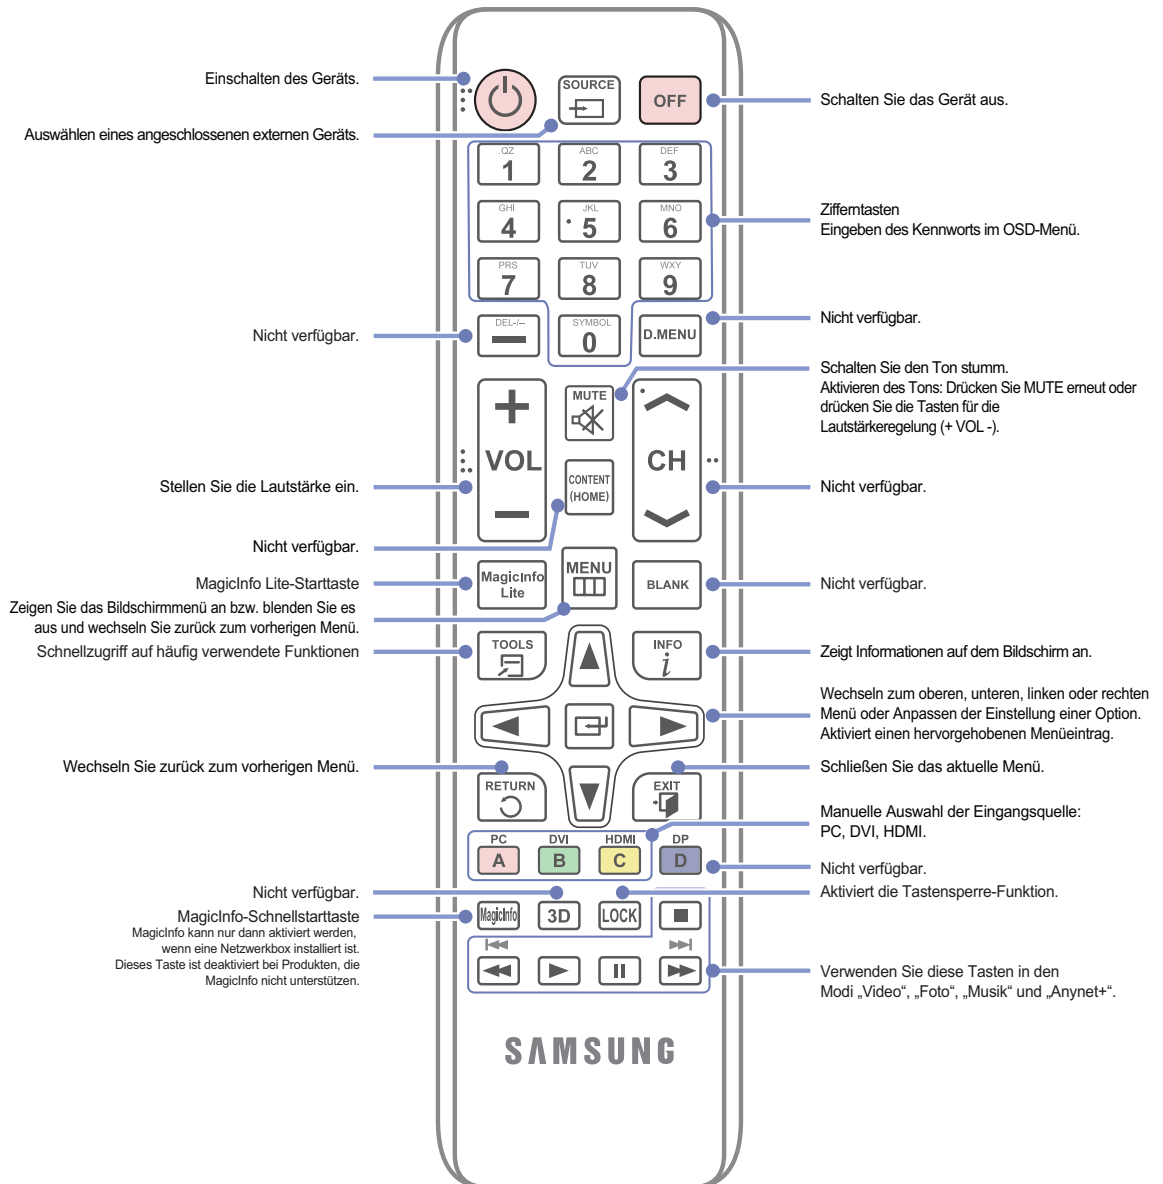 Einschalten des Geräts.
SOURCE
OFF
Schalten Sie das Gerät aus.
Auswählen eines angeschlossenen externen Geräts.
.QZ
1
ABC
2
DEF
3
GHI
4
JKL
5
MNO
6
Zifferntasten
Eingeben des Kennworts im OSD-Menü.
PRS
7
TUV
8
WXY
9
Nicht verfügbar.
DEL-/--
SYMBOL
0
D.MENU
Nicht verfügbar.
Schalten Sie den Ton stumm.
Aktivieren des Tons: Drücken Sie MUTE erneut oder
drücken Sie die Tasten für die
Lautstärkeregelung (+ VOL -).
MUTE
VOL
CH
CONTENT
(HOME)
Stellen Sie die Lautstärke ein.
Nicht verfügbar.
Nicht verfügbar.
MagicInfo Lite-Starttaste
MagicInfo
Lite
MENU
BLANK
Nicht verfügbar.
Zeigen Sie das Bildschirmmenü an bzw. blenden Sie es
aus und wechseln Sie zurück zum vorherigen Menü.
Schnellzugriff auf häufig verwendete Funktionen
TOOLS
INFO
i
Zeigt Informationen auf dem Bildschirm an.
Wechseln zum oberen, unteren, linken oder rechten
Menü oder Anpassen der Einstellung einer Option.
Aktiviert einen hervorgehobenen Menüeintrag.
Wechseln Sie zurück zum vorherigen Menü.
RETURN
EXIT
Schließen Sie das aktuelle Menü.
Manuelle Auswahl der Eingangsquelle:
PC, DVI, HDMI.
PC
DVI
HDMI
DP
A
B
C
D
Nicht verfügbar.
Nicht verfügbar.
Aktiviert die Tastensperre-Funktion.
MagicInfo-Schnellstarttaste
MagicInfo kann nur dann aktiviert werden,
wenn eine Netzwerkbox installiert ist.
Dieses Taste ist deaktiviert bei Produkten, die
MagicInfo nicht unterstützen.
MagicInfo
3D
LOCK
Verwenden Sie diese Tasten in den
Modi „Video“, „Foto“, „Musik“ und „Anynet+“.
SAMSUNG